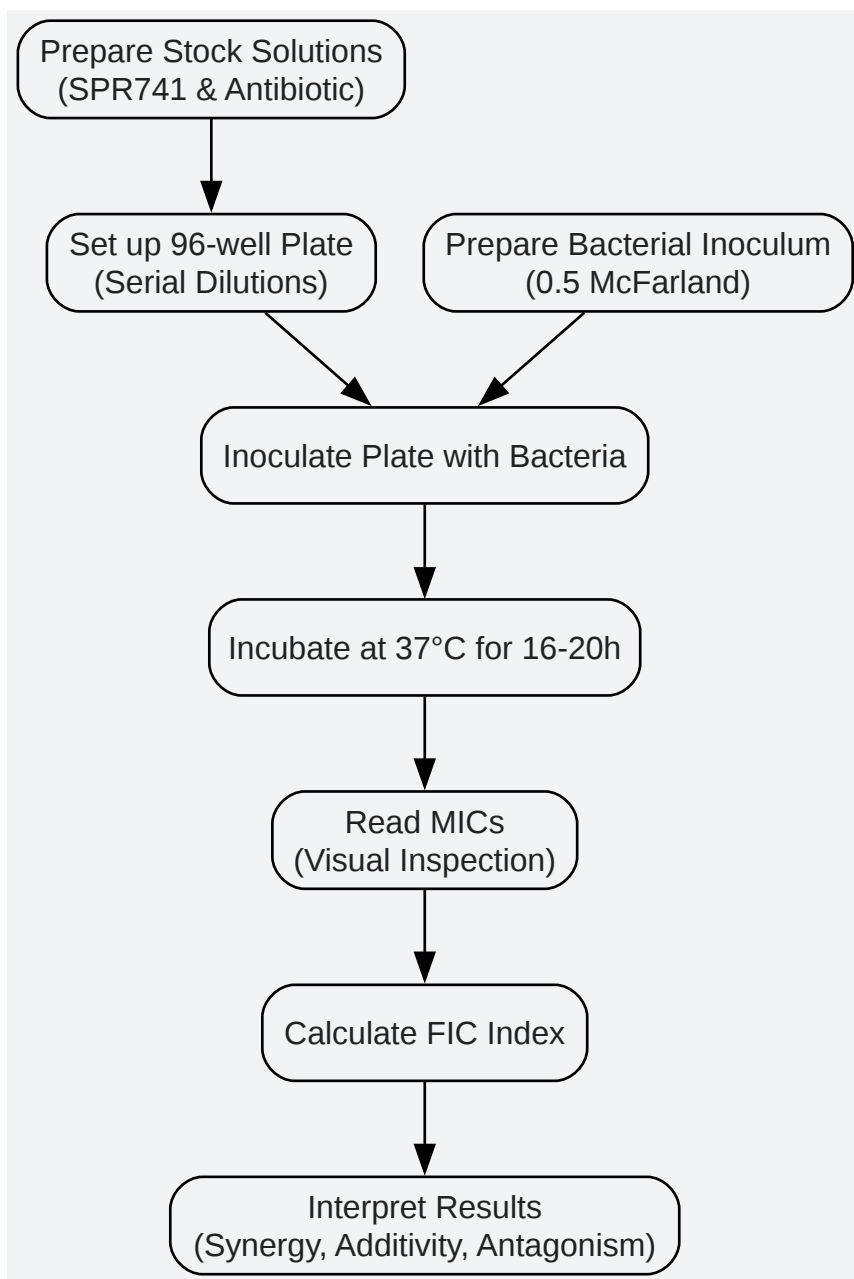 Prepare Stock Solutions
(SPR741 & Antibiotic)
Set up 96-well Plate
(Serial Dilutions)
Prepare Bacterial Inoculum
(0.5 McFarland)
Inoculate Plate with Bacteria
Incubate at 37°C for 16-20h
Read MICs
(Visual Inspection)
Calculate FIC Index
Interpret Results
(Synergy, Additivity, Antagonism)